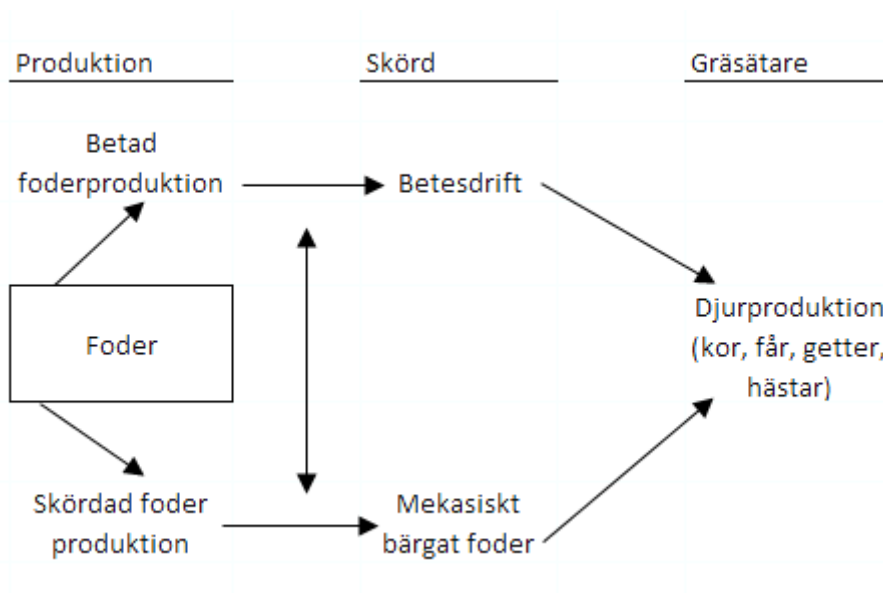 Produktion
Skörd
Gräsätare
Betad
foderproduktion
Betesdrift
Foder
Djurproduktion
(kor, får, getter,
hästar)
Skördad foder
produktion
Mekasiskt
bärgat foder